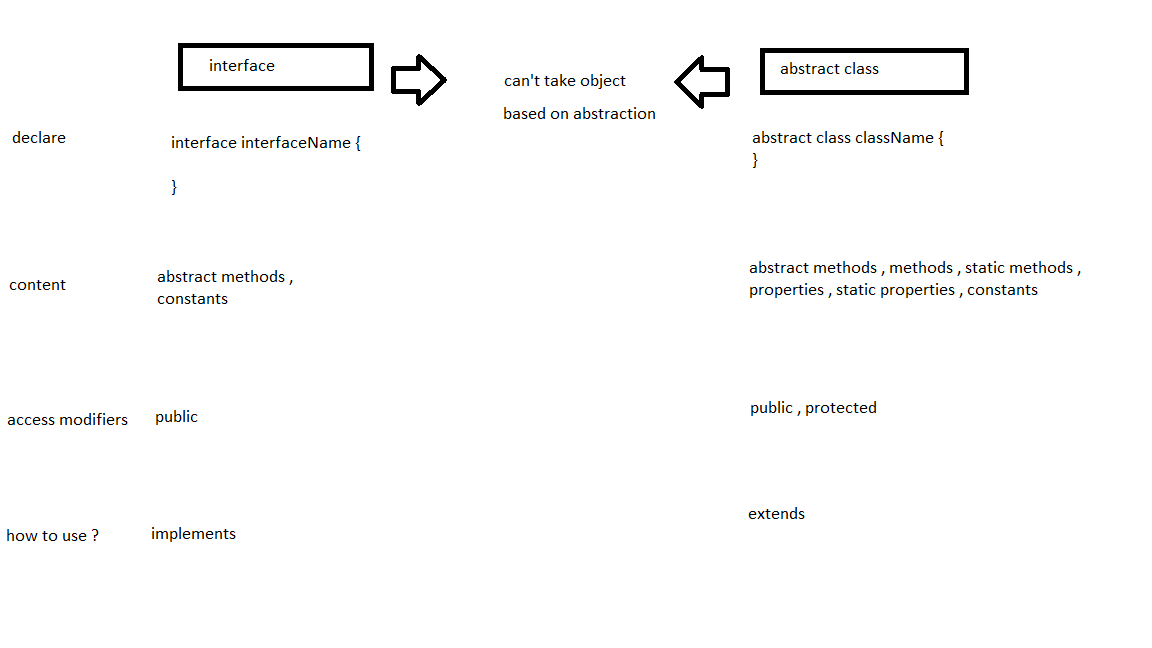 interface
can't take object
abstract class
based on abstraction
declare
interface interfaceName {
}
abstract class className {
}
content
abstract methods ,
constants
abstract methods , methods , static methods ,
properties , static properties , constants
access modifiers
public
public , protected
how to use ?
implements
extends